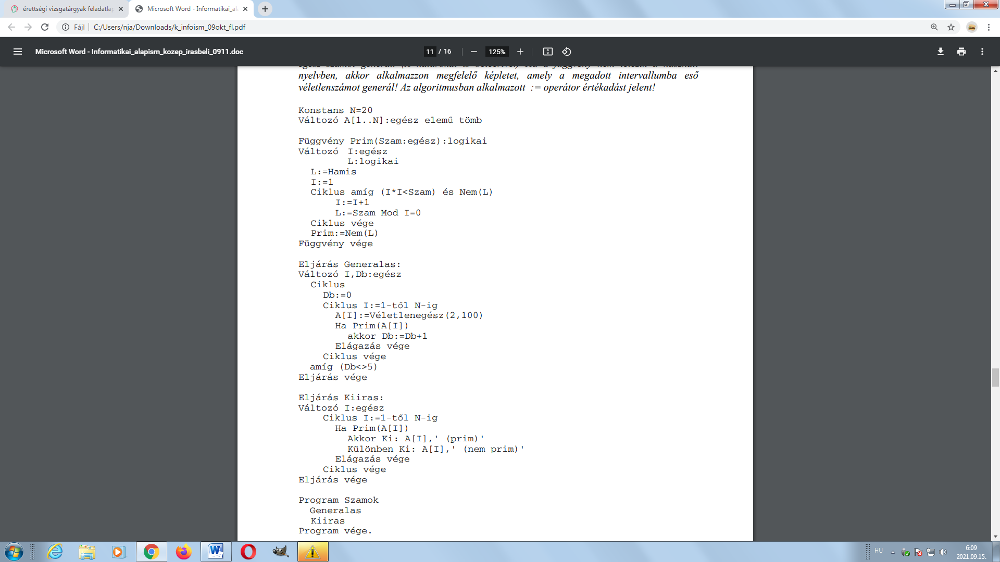 érettségi vizsgatárgyak feladatlap
Microsoft Word - Informatikai_ala
Fájl
C:/Users/nja/Downloads/k_infoism_09okt_fl.pdf
Microsoft Word - Informatikai_alapism_kozep_irasbeli_0911.doc
11 / 16
125%
nyelvben, akkor alkalmazzon megfelelő képletet, amely a megadott intervallumba eső
véletlenszámot generál! Az algoritmusban alkalmazott := operátor értékadást jelent!
Konstans N=20
Változó A[1..N]:egész elemű tömb
Függvény Prim(Szam:egész):logikai
Változó I:egész
L:logikai
L:=Hamis
I:=1
Ciklus amíg (I*I<Szam) és Nem(L)
I:=I+1
L:=Szam Mod I=0
Ciklus vége
Prim:=Nem(L)
Függvény vége
Eljárás Generalas:
Változó I,Db:egész
Ciklus
Db:=0
Ciklus I:=1-től N-ig
A[I]:=Véletlenegész(2,100)
Ha Prim(A[I])
akkor Db:=Db+1
Elágazás vége
Ciklus vége
amíg (Db<>5)
Eljárás vége
Eljárás Kiiras:
Változó I:egész
Ciklus I:=1-től N-ig
Ha Prim(A[I])
Akkor Ki: A[I],' (prim)'
Különben Ki: A[I],' (nem prim)'
Elágazás vége
Ciklus vége
Eljárás vége
Program Szamok
Generalas
Kiiras
Program vége.
HU
6:09
2021.09.15.